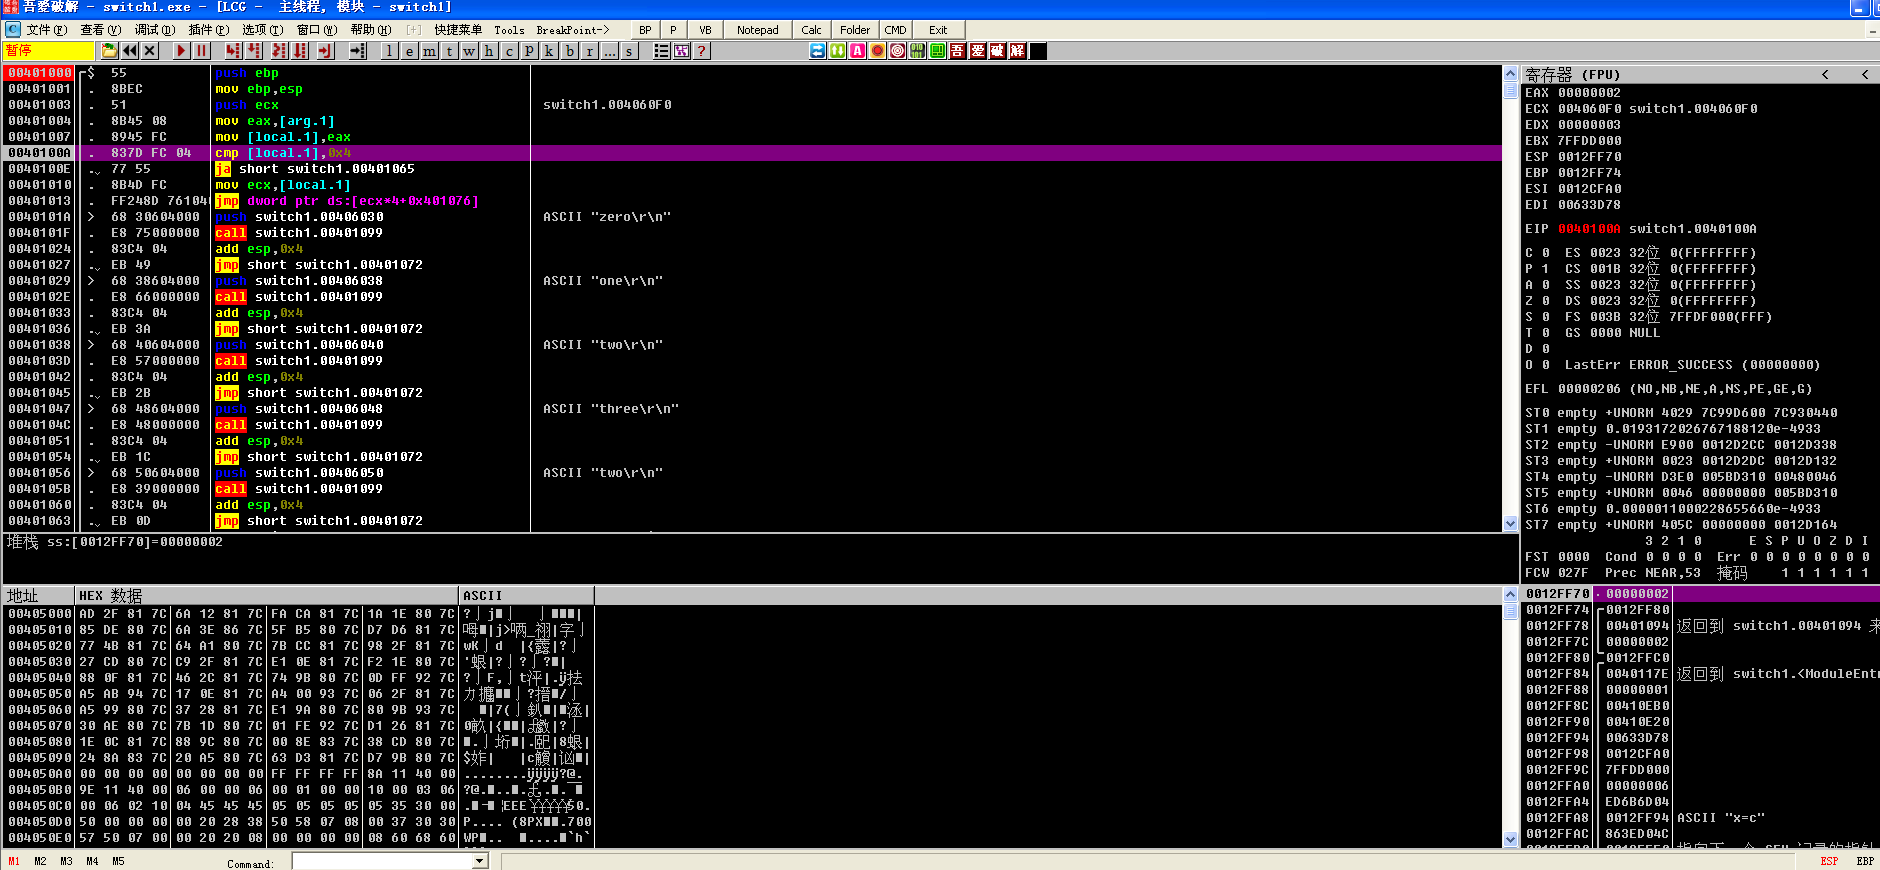 吾爱破解 - switch1.exe - [LCG - 主线程, 模块 - switch1]
文件(F) 查看(V) 调试(D) 插件(P) 选项(T) 窗口(W) 帮助(H) [+] 快捷菜单 Tools BreakPoint-> BP P VB Notepad Calc Folder CMD Exit
暂停 l e m t w h c p k b r ... s ? 吾 爱 破 解
00401000 $ 55 push ebp
00401001 . 8BEC mov ebp,esp
00401003 . 51 push ecx switch1.004060F0
00401004 . 8B45 08 mov eax,[arg.1]
00401007 . 8945 FC mov [local.1],eax
0040100A . 837D FC 04 cmp [local.1],0x4
0040100E . 77 55 ja short switch1.00401065
00401010 . 8B4D FC mov ecx,[local.1]
00401013 . FF248D 761040 jmp dword ptr ds:[ecx*4+0x401076]
0040101A > 68 30604000 push switch1.00406030 ASCII "zero\r\n"
0040101F . E8 75000000 call switch1.00401099
00401024 . 83C4 04 add esp,0x4
00401027 . EB 49 jmp short switch1.00401072
00401029 > 68 38604000 push switch1.00406038 ASCII "one\r\n"
0040102E . E8 66000000 call switch1.00401099
00401033 . 83C4 04 add esp,0x4
00401036 . EB 3A jmp short switch1.00401072
00401038 > 68 40604000 push switch1.00406040 ASCII "two\r\n"
0040103D . E8 57000000 call switch1.00401099
00401042 . 83C4 04 add esp,0x4
00401045 . EB 2B jmp short switch1.00401072
00401047 > 68 48604000 push switch1.00406048 ASCII "three\r\n"
0040104C . E8 48000000 call switch1.00401099
00401051 . 83C4 04 add esp,0x4
00401054 . EB 1C jmp short switch1.00401072
00401056 > 68 50604000 push switch1.00406050 ASCII "two\r\n"
0040105B . E8 39000000 call switch1.00401099
00401060 . 83C4 04 add esp,0x4
00401063 . EB 0D jmp short switch1.00401072
堆栈 ss:[0012FF70]=00000002
寄存器 (FPU) < <
EAX 00000002
ECX 004060F0 switch1.004060F0
EDX 00000003
EBX 7FFDD000
ESP 0012FF70
EBP 0012FF74
ESI 0012CFA0
EDI 00633D78
EIP 0040100A switch1.0040100A
C 0 ES 0023 32位 0(FFFFFFFF)
P 1 CS 001B 32位 0(FFFFFFFF)
A 0 SS 0023 32位 0(FFFFFFFF)
Z 0 DS 0023 32位 0(FFFFFFFF)
S 0 FS 003B 32位 7FFDF000(FFF)
T 0 GS 0000 NULL
D 0
O 0 LastErr ERROR_SUCCESS (00000000)
EFL 00000206 (NO,NB,NE,A,NS,PE,GE,G)
ST0 empty +UNORM 4029 7C99D600 7C930440
ST1 empty 0.0193172026767188120e-4933
ST2 empty -UNORM E900 0012D2CC 0012D338
ST3 empty +UNORM 0023 0012D2DC 0012D132
ST4 empty -UNORM D3E0 005BD310 00480046
ST5 empty +UNORM 0046 00000000 005BD310
ST6 empty 0.0000011000228655660e-4933
ST7 empty +UNORM 405C 00000000 0012D164
3 2 1 0 E S P U O Z D I
FST 0000 Cond 0 0 0 0 Err 0 0 0 0 0 0 0 0
FCW 027F Prec NEAR,53 掩码 1 1 1 1 1 1
地址 HEX 数据 ASCII
00405000 AD 2F 81 7C 6A 12 81 7C FA CA 81 7C 1A 1E 80 7C
00405010 85 DE 80 7C 6A 3E 86 7C 5F B5 80 7C D7 D6 81 7C
00405020 77 4B 81 7C 64 A1 80 7C 7B CC 81 7C 98 2F 81 7C
00405030 27 CD 80 7C C9 2F 81 7C E1 0E 81 7C F2 1E 80 7C
00405040 88 0F 81 7C 46 2C 81 7C 74 9B 80 7C 0D FF 92 7C
00405050 A5 AB 94 7C 17 0E 81 7C A4 00 93 7C 06 2F 81 7C
00405060 A5 99 80 7C 37 28 81 7C E1 9A 80 7C 80 9B 93 7C
00405070 30 AE 80 7C 7B 1D 80 7C 01 FE 92 7C D1 26 81 7C
00405080 1E 0C 81 7C 88 9C 80 7C 00 8E 83 7C 38 CD 80 7C
00405090 24 8A 83 7C 20 A5 80 7C 63 D3 81 7C D7 9B 80 7C
004050A0 00 00 00 00 00 00 00 00 FF FF FF FF 8A 11 40 00
004050B0 9E 11 40 00 06 00 00 06 00 01 00 00 10 00 03 06
004050C0 00 06 02 10 04 45 45 45 05 05 05 05 05 35 30 00
004050D0 50 00 00 00 00 20 28 38 50 58 07 08 00 37 30 30
004050E0 57 50 07 00 00 20 20 08 00 00 00 00 08 60 68 60
0012FF70 00000002
0012FF74 0012FF80
0012FF78 00401094 返回到 switch1.00401094 来
0012FF7C 00000002
0012FF80 0012FFC0
0012FF84 0040117E 返回到 switch1.<ModuleEntr
0012FF88 00000001
0012FF8C 00410EB0
0012FF90 00410E20
0012FF94 00633D78
0012FF98 0012CFA0
0012FF9C 7FFDD000
0012FFA0 00000006
0012FFA4 ED6B6D04
0012FFA8 0012FF94 ASCII "x=c"
0012FFAC 863ED04C
M1 M2 M3 M4 M5 Command: ESP EBP